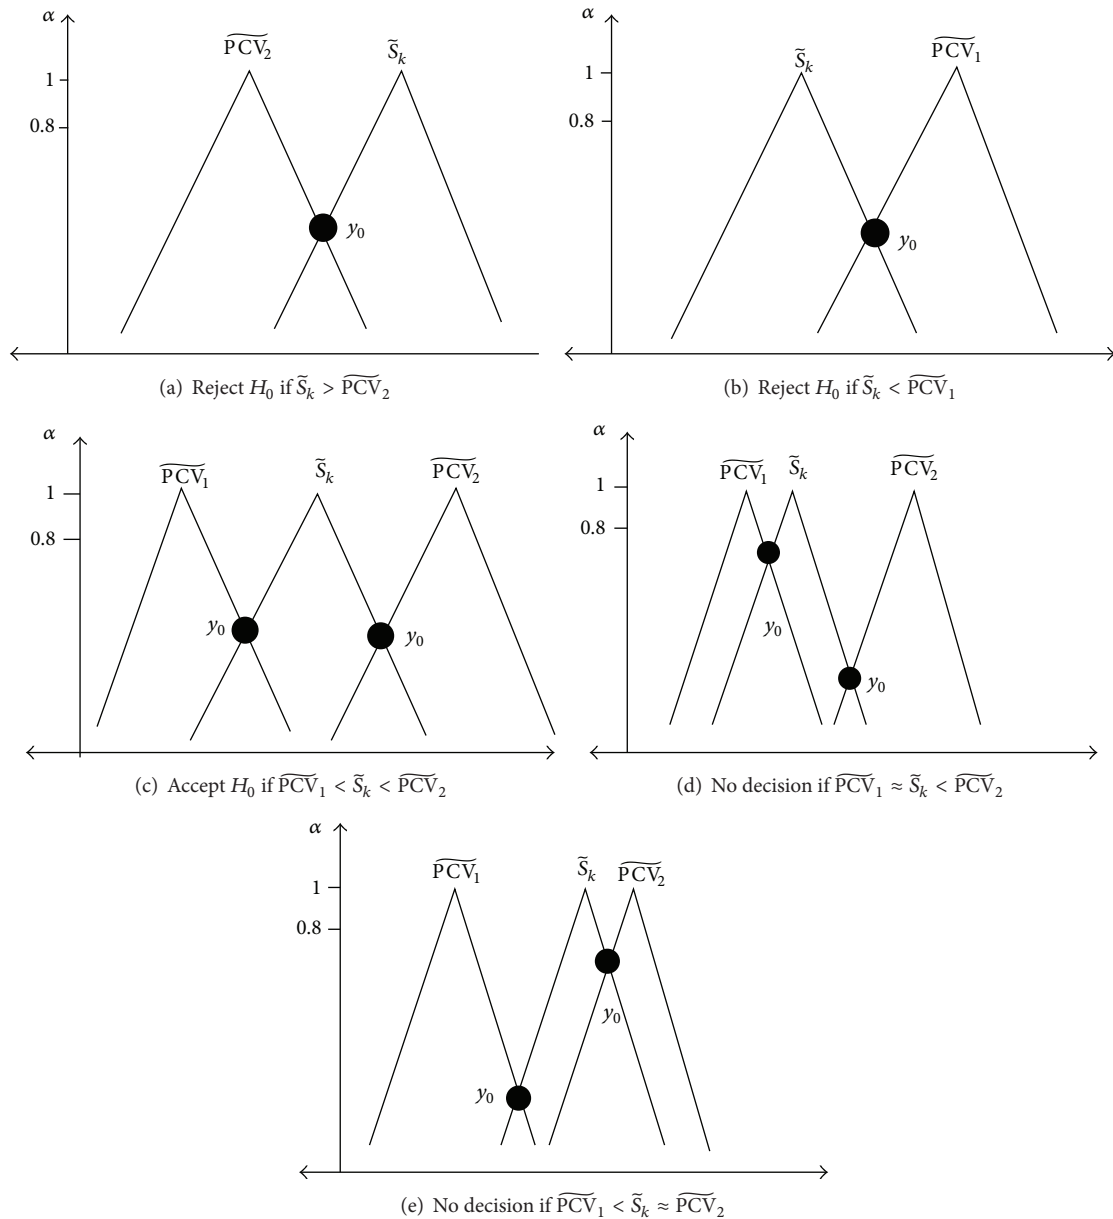 α
P͠CV₂ S̃ₖ
1
0.8
y₀
(a) Reject H₀ if S̃ₖ > P͠CV₂
α
S̃ₖ P͠CV₁
1
0.8
y₀
(b) Reject H₀ if S̃ₖ < P͠CV₁
α
P͠CV₁ S̃ₖ P͠CV₂
1
0.8
y₀ y₀
(c) Accept H₀ if P͠CV₁ < S̃ₖ < P͠CV₂
α
P͠CV₁ S̃ₖ P͠CV₂
1
0.8
y₀
y₀
(d) No decision if P͠CV₁ ≈ S̃ₖ < P͠CV₂
α
P͠CV₁ S̃ₖ P͠CV₂
1
0.8
y₀
y₀
(e) No decision if P͠CV₁ < S̃ₖ ≈ P͠CV₂